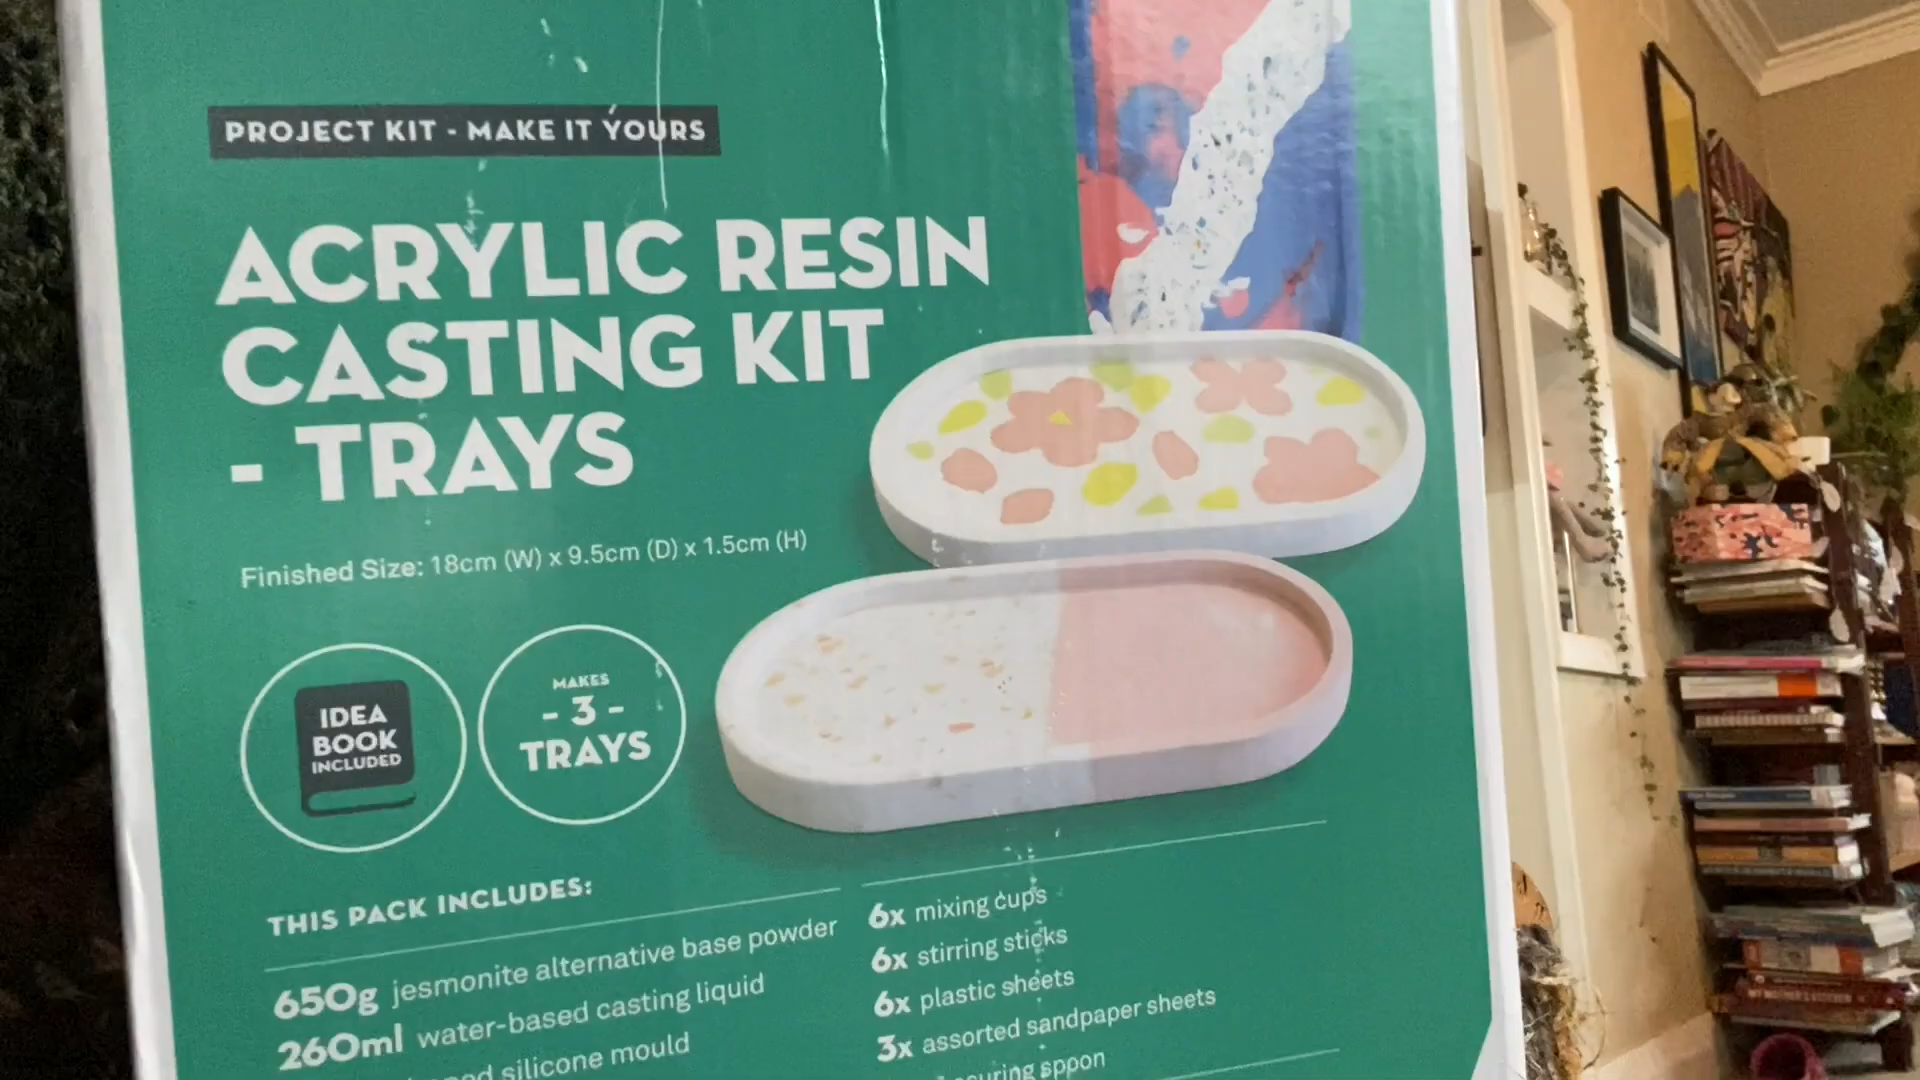 PROJECT KIT - MAKE IT YOURS
ACRYLIC RESIN
CASTING KIT
- TRAYS
Finished Size: 18cm (W) x 9.5cm (D) x 1.5cm (H)
IDEA
BOOK
INCLUDED
MAKES
- 3 -
TRAYS
THIS PACK INCLUDES:
650g jesmonite alternative base powder
260ml water-based casting liquid
silicone mould
6x mixing cups
6x stirring sticks
6x plastic sheets
3x assorted sandpaper sheets
spoon